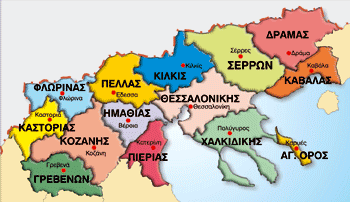 ΔΡΑΜΑΣ
Δράμα
Σέρρες
ΣΕΡΡΩΝ
Καβάλα
ΚΑΒΑΛΑΣ
Κιλκίς
ΚΙΛΚΙΣ
ΠΕΛΛΑΣ
Έδεσσα
ΦΛΩΡΙΝΑΣ
Φλώρινα
ΘΕΣΣΑΛΟΝΙΚΗΣ
Θεσσαλονίκη
ΗΜΑΘΙΑΣ
Βέροια
Καστοριά
ΚΑΣΤΟΡΙΑΣ
ΚΟΖΑΝΗΣ
Κοζάνη
Κατερίνη
ΠΙΕΡΙΑΣ
Πολύγυρος
ΧΑΛΚΙΔΙΚΗΣ
Καρυές
ΑΓ. ΟΡΟΣ
Γρεβενά
ΓΡΕΒΕΝΩΝ